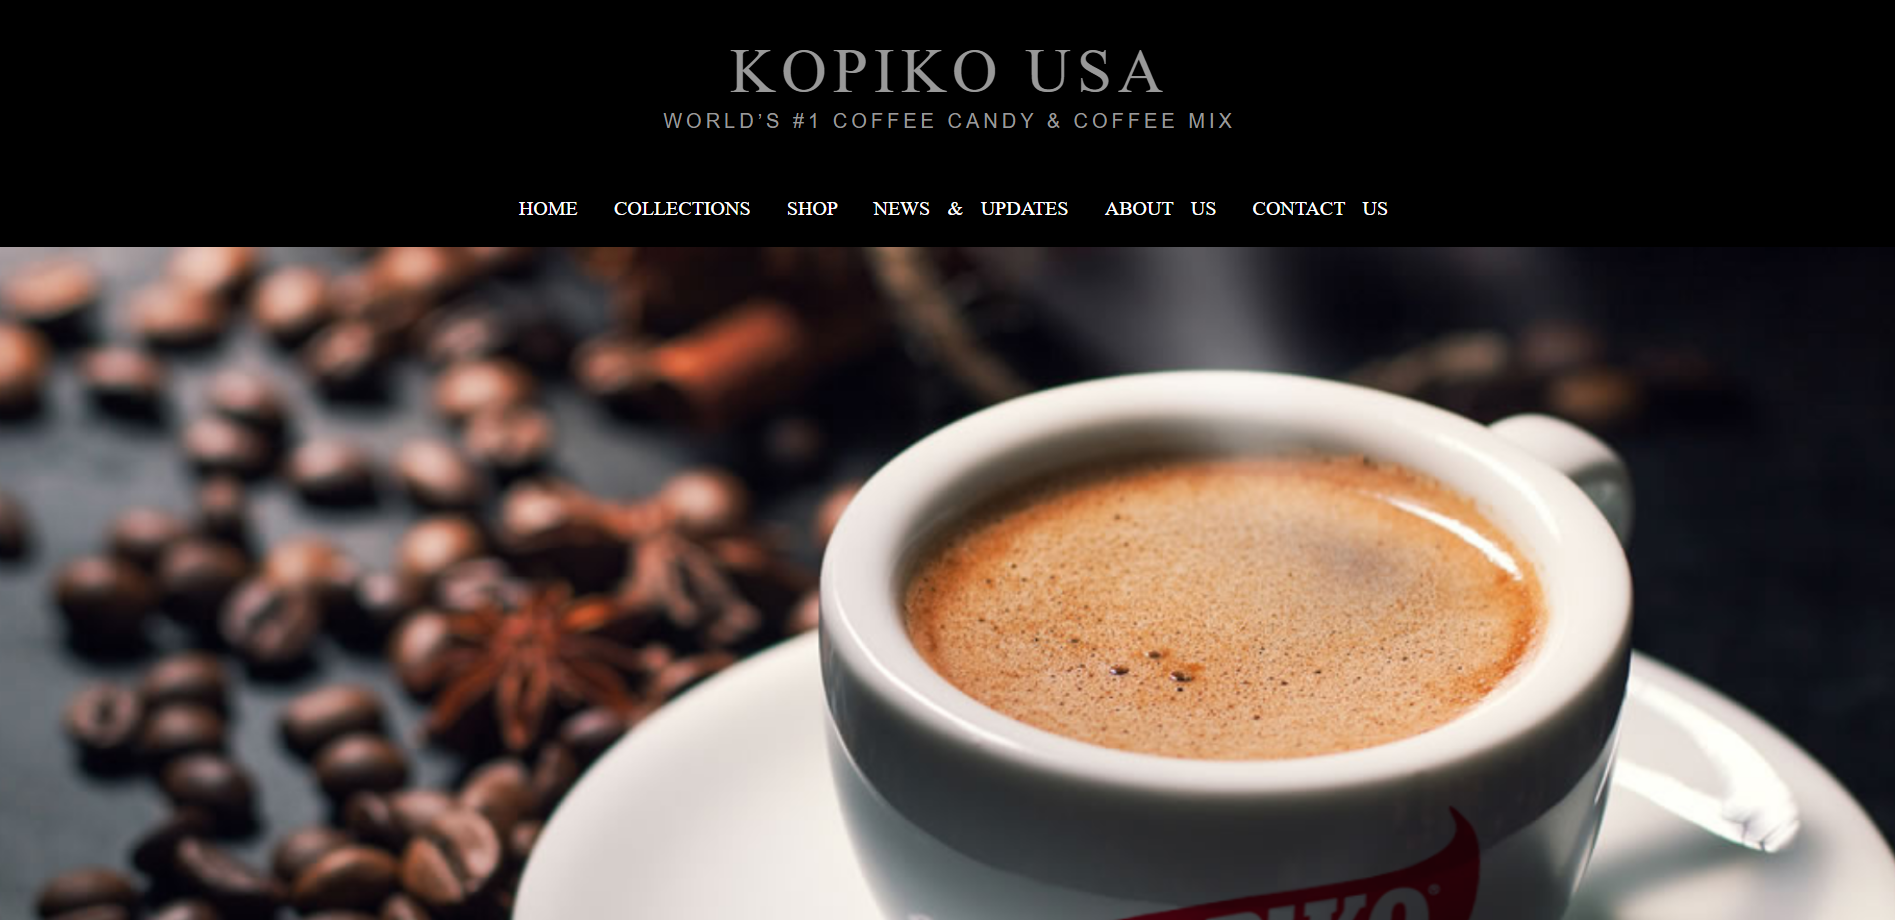 KOPIKO USA
WORLD’S #1 COFFEE CANDY & COFFEE MIX
HOME COLLECTIONS SHOP NEWS & UPDATES ABOUT US CONTACT US